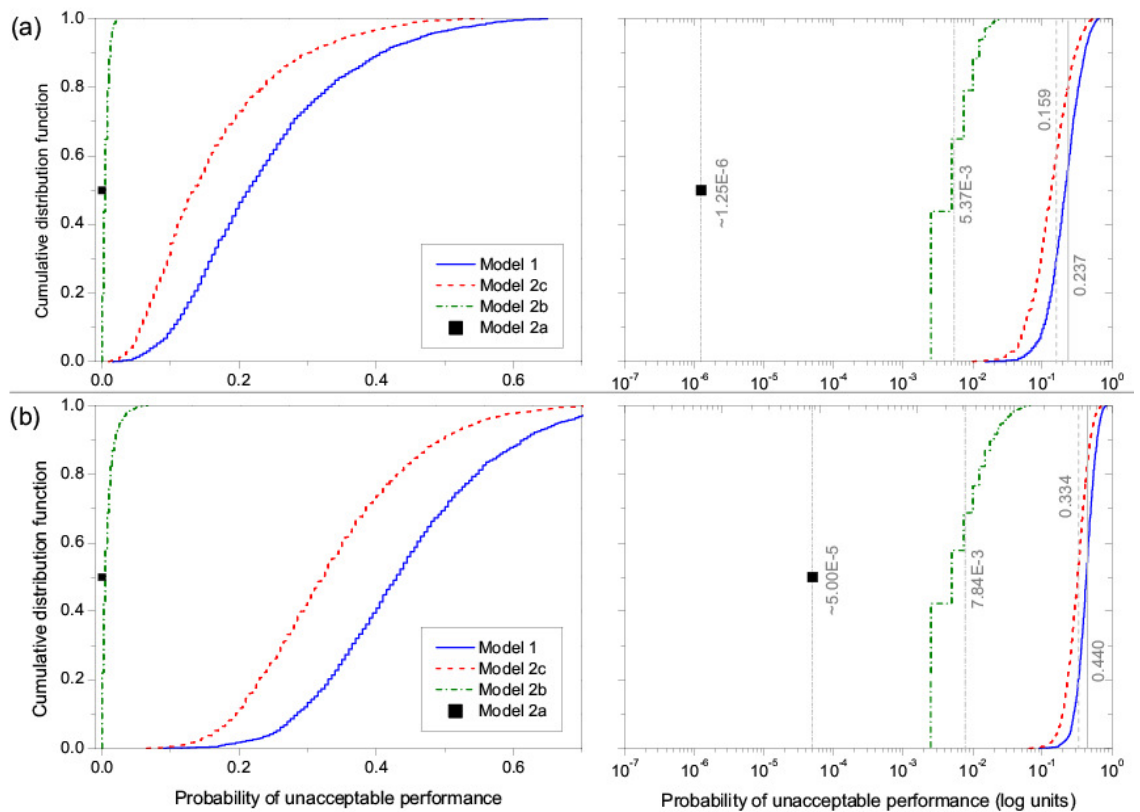 (a)
Cumulative distribution function
1.0
0.8
0.6
0.4
0.2
0.0
0.0 0.2 0.4 0.6
Model 1
Model 2c
Model 2b
Model 2a
~1.25E-6
5.37E-3
0.159
0.237
10^-7 10^-6 10^-5 10^-4 10^-3 10^-2 10^-1 10^0
(b)
Cumulative distribution function
1.0
0.8
0.6
0.4
0.2
0.0
0.0 0.2 0.4 0.6
Model 1
Model 2c
Model 2b
Model 2a
Probability of unacceptable performance
~5.00E-5
7.84E-3
0.334
0.440
10^-7 10^-6 10^-5 10^-4 10^-3 10^-2 10^-1 10^0
Probability of unacceptable performance (log units)